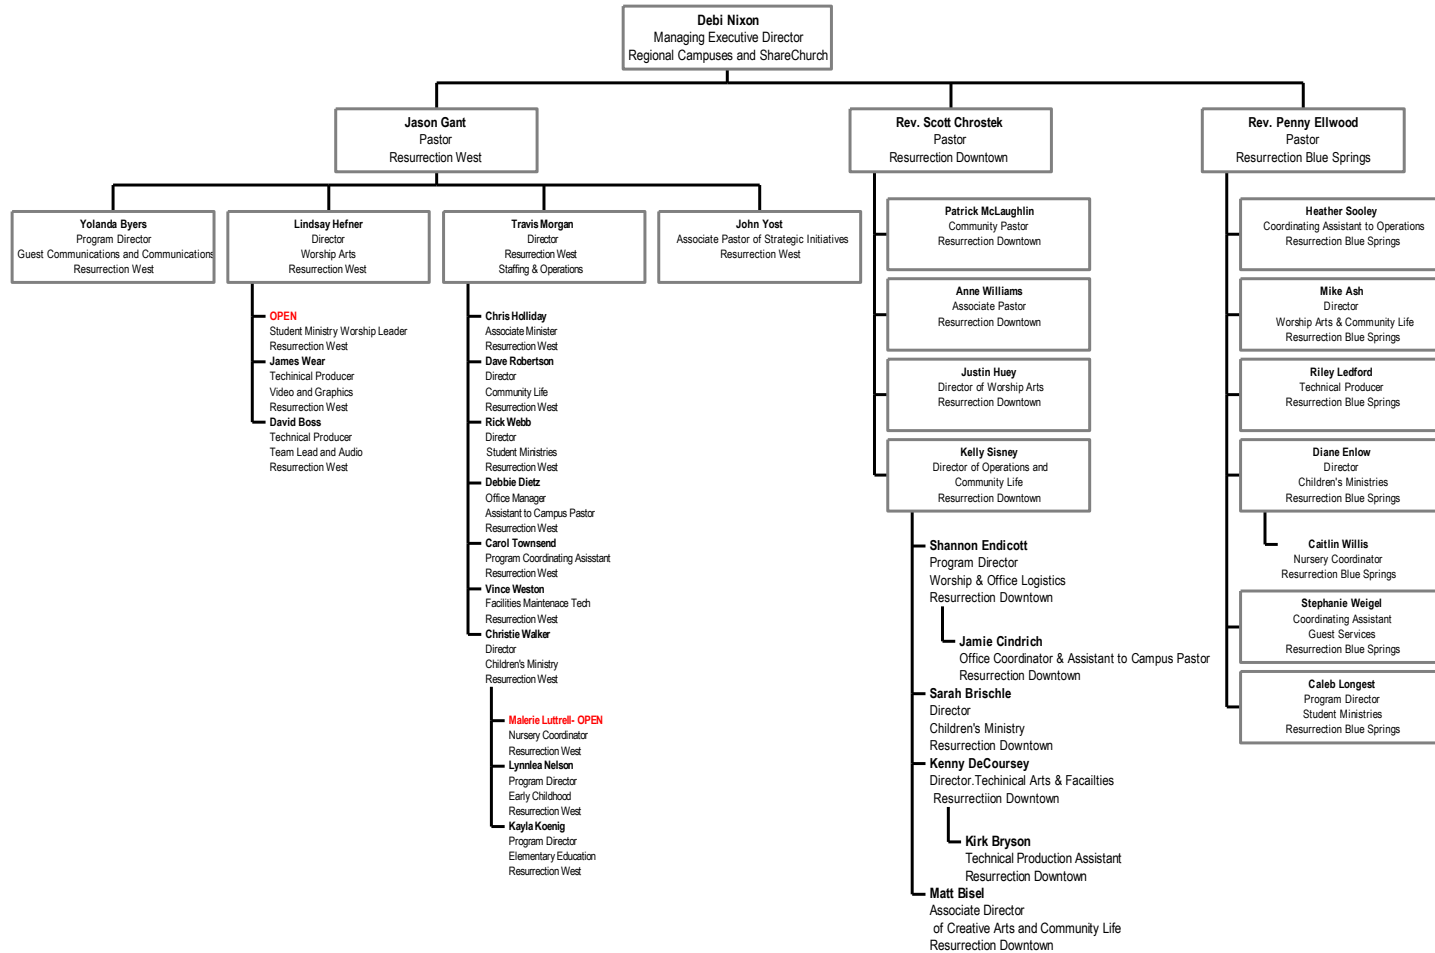 Debi Nixon
Managing Executive Director
Regional Campuses and ShareChurch
Jason Gant
Pastor
Resurrection West
Rev. Scott Chrostek
Pastor
Resurrection Downtown
Rev. Penny Ellwood
Pastor
Resurrection Blue Springs
Yolanda Byers
Program Director
Guest Communications and Communications
Resurrection West
Lindsay Hefner
Director
Worship Arts
Resurrection West
Travis Morgan
Director
Resurrection West
Staffing & Operations
John Yost
Associate Pastor of Strategic Initiatives
Resurrection West
OPEN
Student Ministry Worship Leader
Resurrection West
James Wear
Techinical Producer
Video and Graphics
Resurrection West
David Boss
Technical Producer
Team Lead and Audio
Resurrection West
Chris Holliday
Associate Minister
Resurrection West
Dave Robertson
Director
Community Life
Resurrection West
Rick Webb
Director
Student Ministries
Resurrection West
Debbie Dietz
Office Manager
Assistant to Campus Pastor
Resurrection West
Carol Townsend
Program Coordinating Asisstant
Resurrection West
Vince Weston
Facilities Maintenace Tech
Resurrection West
Christie Walker
Director
Children's Ministry
Resurrection West
Malerie Luttrell- OPEN
Nursery Coordinator
Resurrection West
Lynnlea Nelson
Program Director
Early Childhood
Resurrection West
Kayla Koenig
Program Director
Elementary Education
Resurrection West
Patrick McLaughlin
Community Pastor
Resurrection Downtown
Anne Williams
Associate Pastor
Resurrection Downtown
Justin Huey
Director of Worship Arts
Resurrection Downtown
Kelly Sisney
Director of Operations and
Community Life
Resurrection Downtown
Shannon Endicott
Program Director
Worship & Office Logistics
Resurrection Downtown
Jamie Cindrich
Office Coordinator & Assistant to Campus Pastor
Resurrection Downtown
Sarah Brischle
Director
Children's Ministry
Resurrection Downtown
Kenny DeCoursey
Director.Techinical Arts & Facailties
Resurrectiion Downtown
Kirk Bryson
Technical Production Assistant
Resurrection Downtown
Matt Bisel
Associate Director
of Creative Arts and Community Life
Resurrection Downtown
Heather Sooley
Coordinating Assistant to Operations
Resurrection Blue Springs
Mike Ash
Director
Worship Arts & Community Life
Resurrection Blue Springs
Riley Ledford
Technical Producer
Resurrection Blue Springs
Diane Enlow
Director
Children's Ministries
Resurrection Blue Springs
Caitlin Willis
Nursery Coordinator
Resurrection Blue Springs
Stephanie Weigel
Coordinating Assistant
Guest Services
Resurrection Blue Springs
Caleb Longest
Program Director
Student Ministries
Resurrection Blue Springs